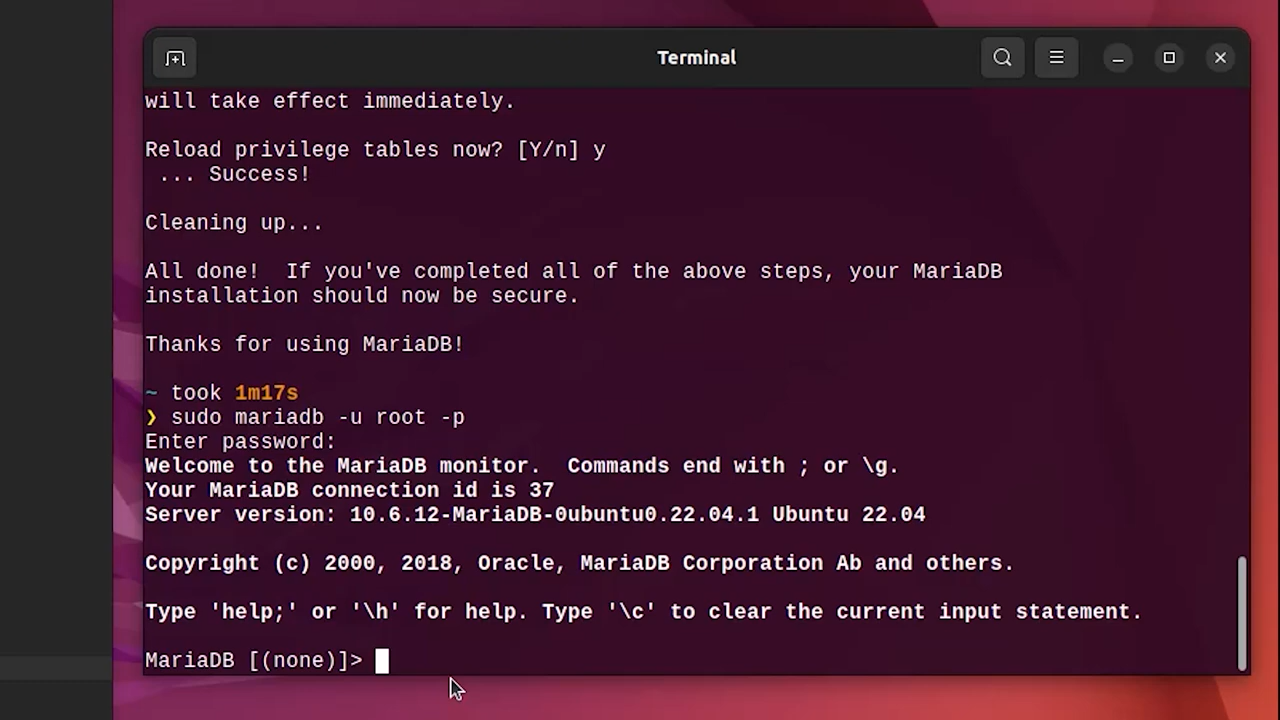 Terminal
will take effect immediately.
Reload privilege tables now? [Y/n] y
... Success!
Cleaning up...
All done!  If you've completed all of the above steps, your MariaDB
installation should now be secure.
Thanks for using MariaDB!
~ took 1m17s
❯ sudo mariadb -u root -p
Enter password:
Welcome to the MariaDB monitor.  Commands end with ; or \g.
Your MariaDB connection id is 37
Server version: 10.6.12-MariaDB-0ubuntu0.22.04.1 Ubuntu 22.04
Copyright (c) 2000, 2018, Oracle, MariaDB Corporation Ab and others.
Type 'help;' or '\h' for help. Type '\c' to clear the current input statement.
MariaDB [(none)]>